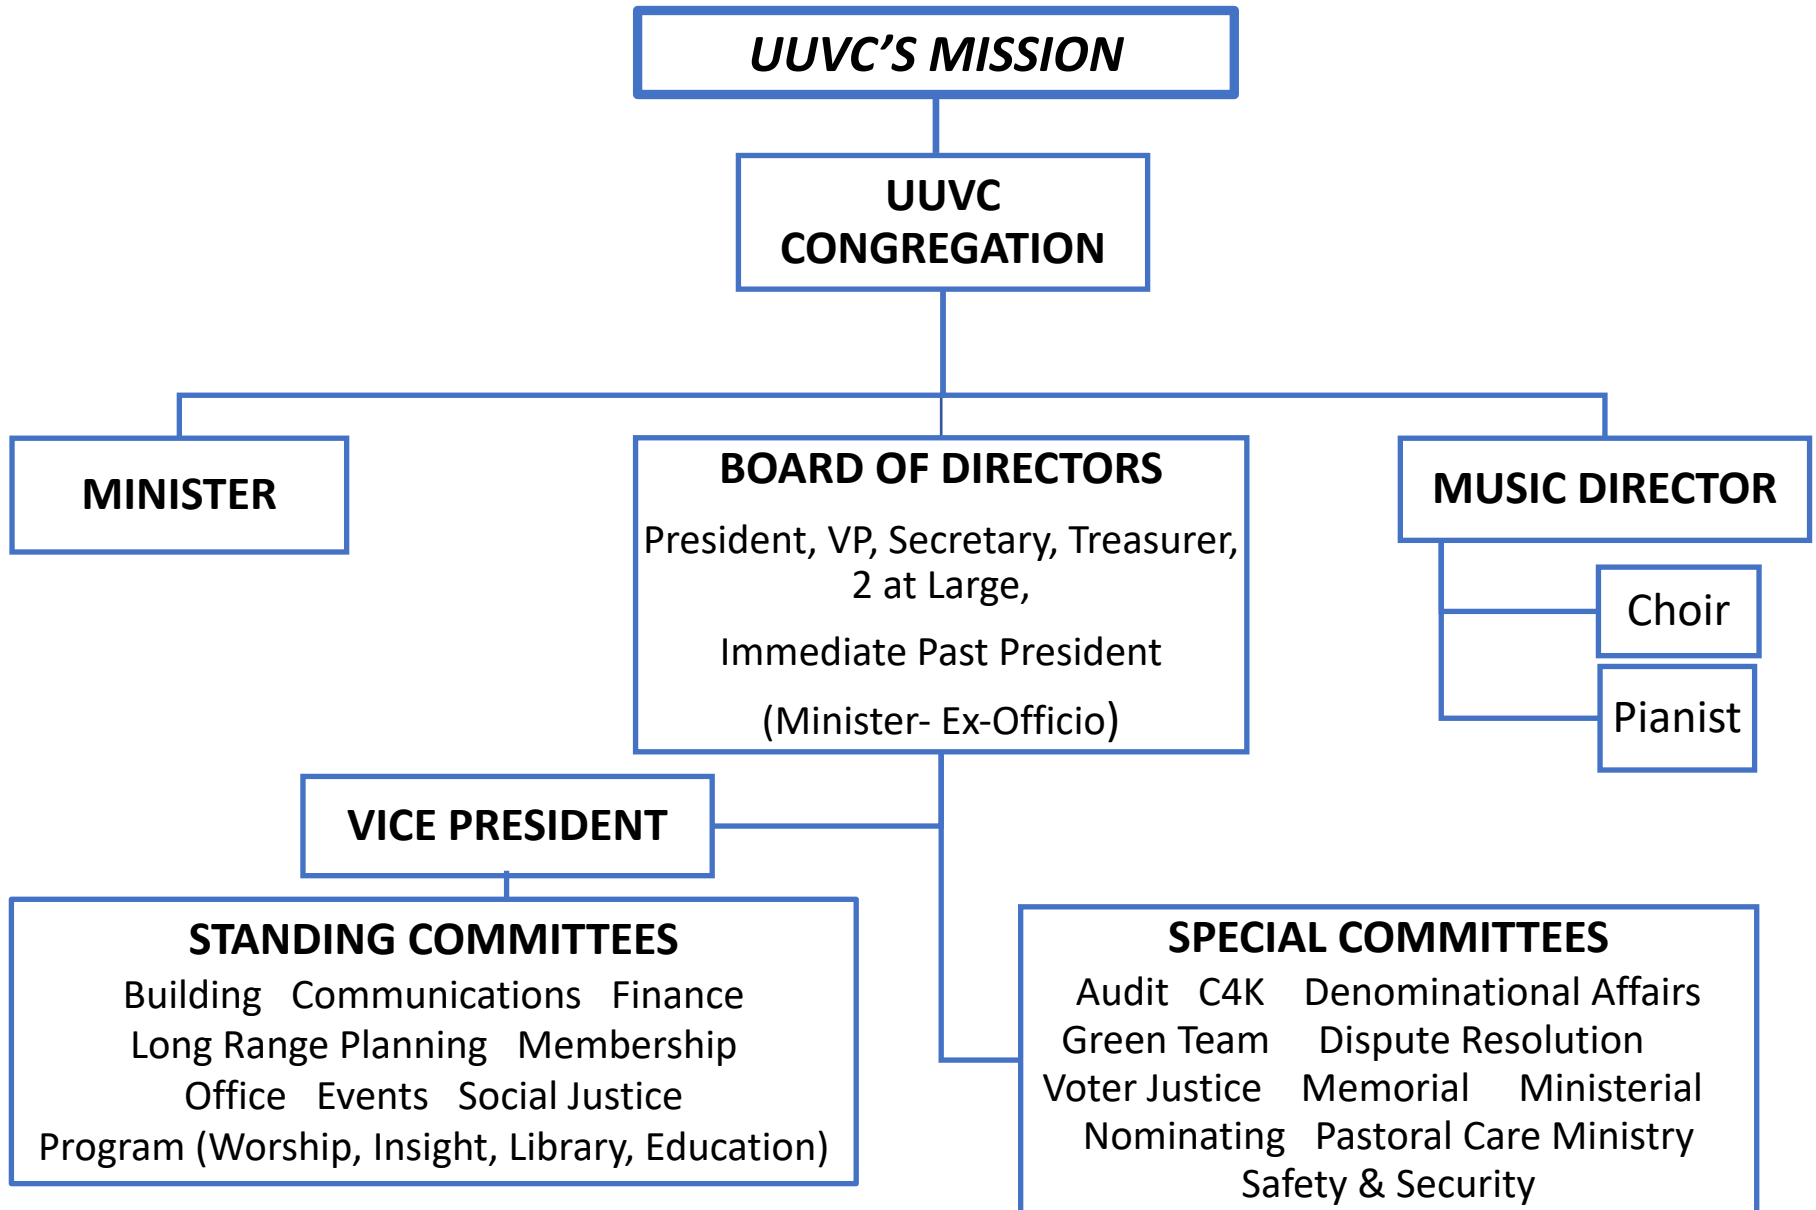 UUVC'S MISSION
UUVC
CONGREGATION
MINISTER
BOARD OF DIRECTORS
President, VP, Secretary, Treasurer,
2 at Large,
Immediate Past President
(Minister- Ex-Officio)
MUSIC DIRECTOR
Choir
Pianist
VICE PRESIDENT
STANDING COMMITTEES
Building Communications Finance
Long Range Planning Membership
Office Events Social Justice
Program (Worship, Insight, Library, Education)
SPECIAL COMMITTEES
Audit C4K Denominational Affairs
Green Team Dispute Resolution
Voter Justice Memorial Ministerial
Nominating Pastoral Care Ministry
Safety & Security